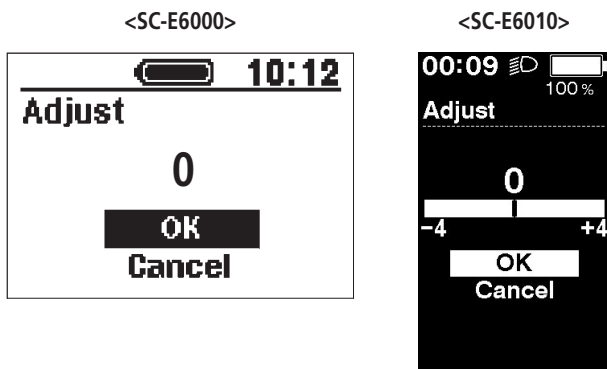 <SC-E6000>
10:12
Adjust
0
OK
Cancel
<SC-E6010>
00:09
100 %
Adjust
0
-4 +4
OK
Cancel